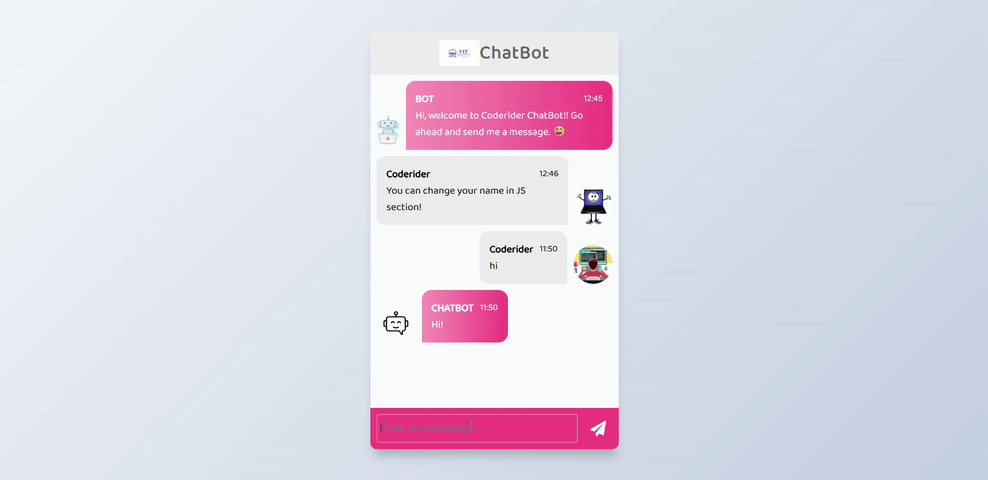 VIT
ChatBot
BOT 12:45
Hi, welcome to Coderider ChatBot!! Go
ahead and send me a message. 😄
Coderider 12:46
You can change your name in JS
section!
Coderider 11:50
hi
CHATBOT 11:50
Hi!
Enter your message...